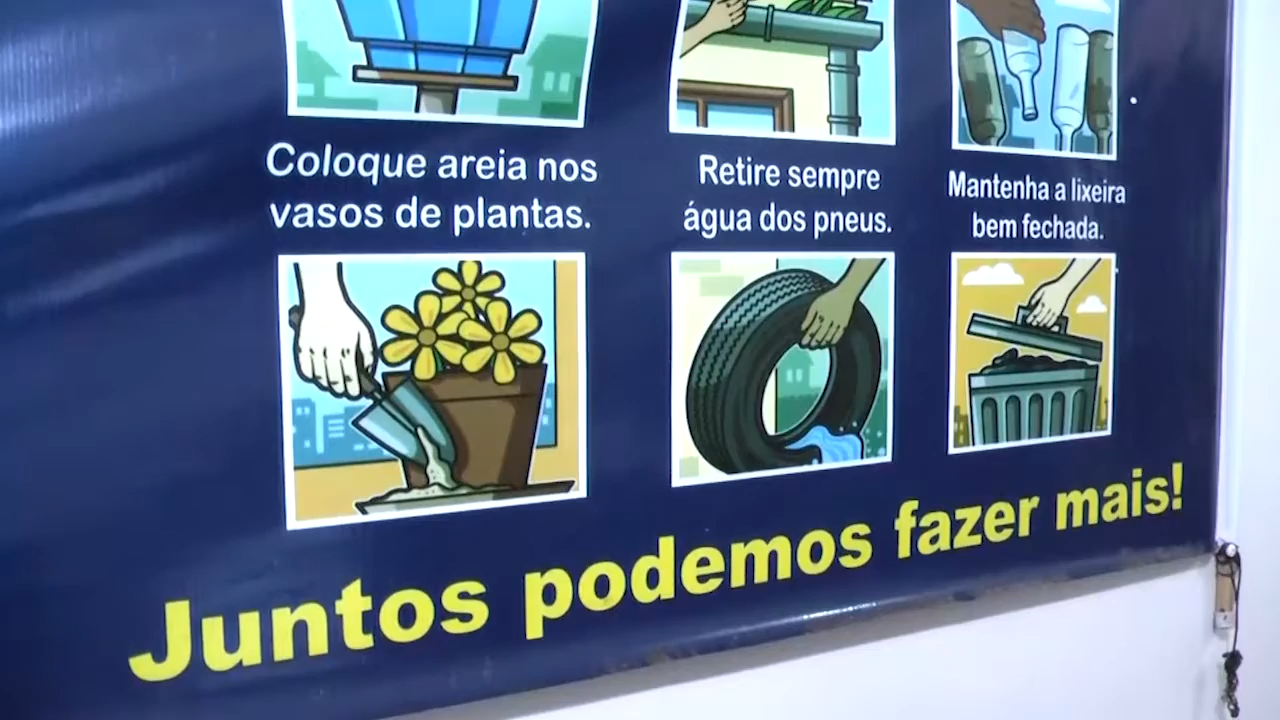 Coloque areia nos
vasos de plantas.
Retire sempre
água dos pneus.
Mantenha a lixeira
bem fechada.
Juntos podemos fazer mais!